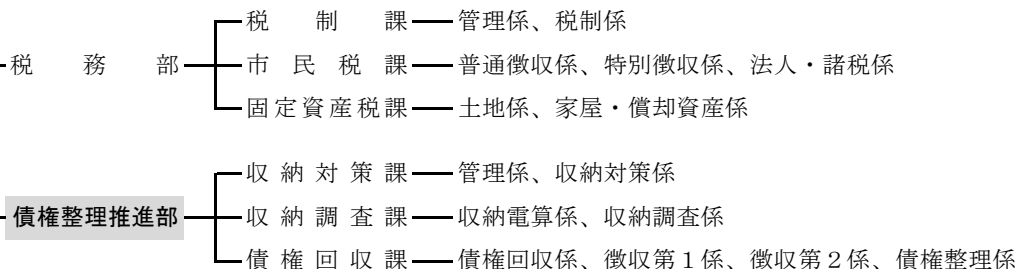 税制課 管理係、税制係
税務部 市民税課 普通徴収係、特別徴収係、法人・諸税係
固定資産税課 土地係、家屋・償却資産係
収納対策課 管理係、収納対策係
債権整理推進部 収納調査課 収納電算係、収納調査係
債権回収課 債権回収係、徴収第１係、徴収第２係、債権整理係